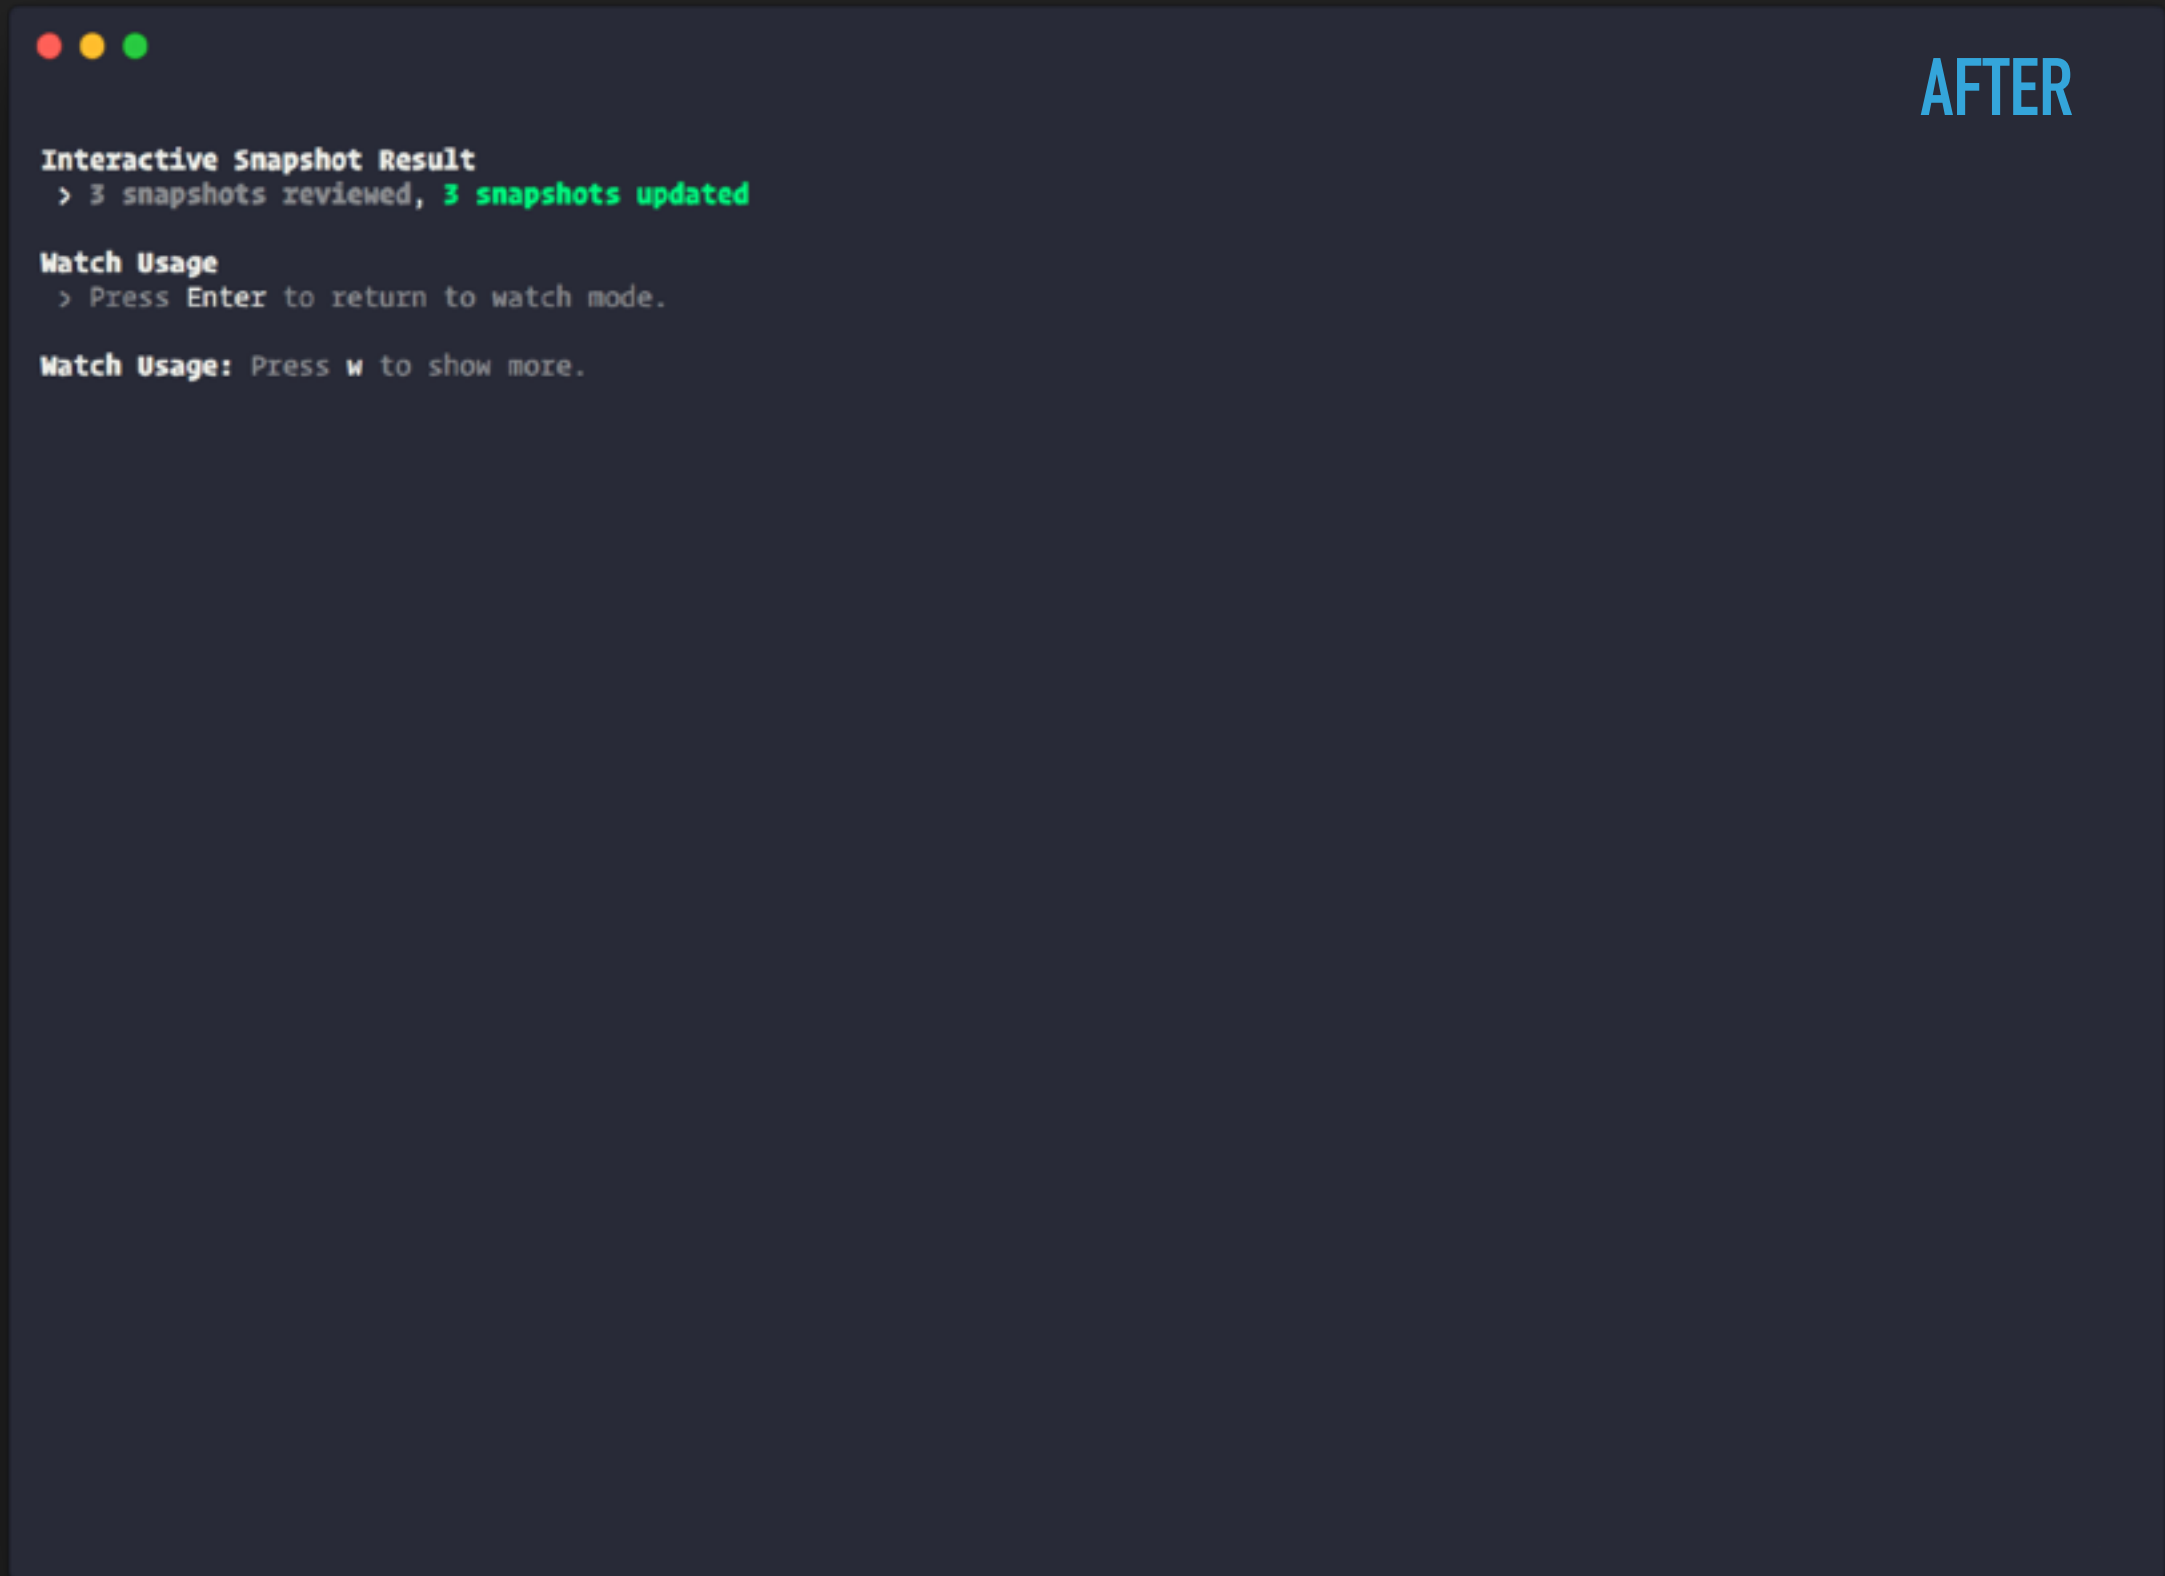 AFTER
Interactive Snapshot Result
› 3 snapshots reviewed, 3 snapshots updated
Watch Usage
› Press Enter to return to watch mode.
Watch Usage: Press w to show more.